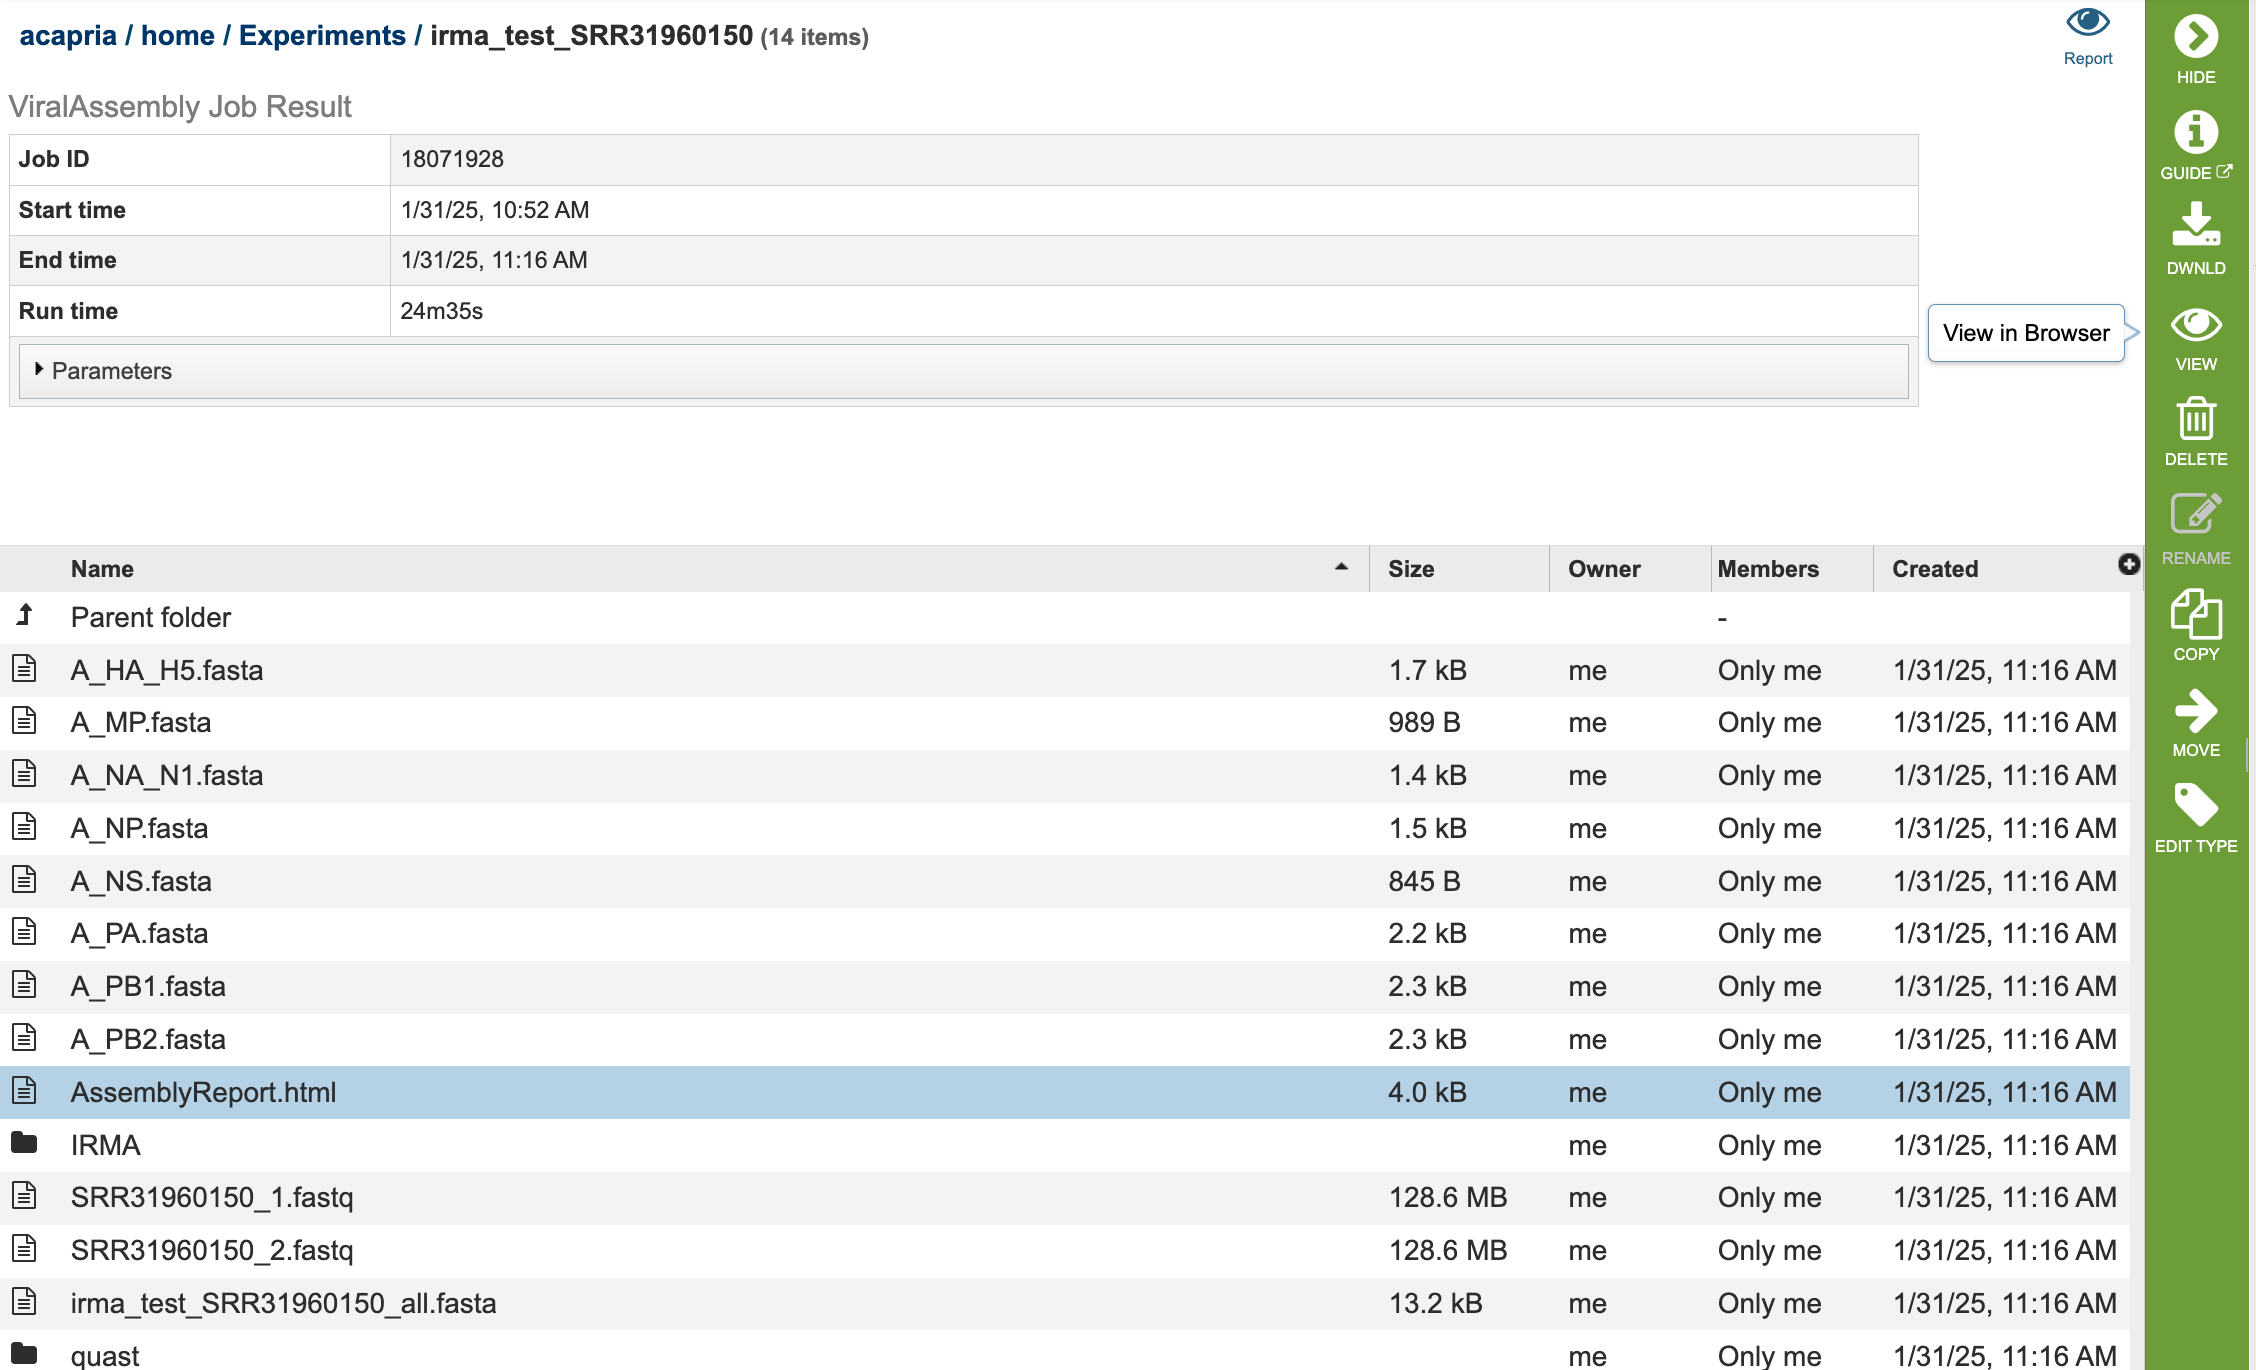 acapria / home / Experiments / irma_test_SRR31960150 (14 items)
Report
ViralAssembly Job Result
Job ID 18071928
Start time 1/31/25, 10:52 AM
End time 1/31/25, 11:16 AM
Run time 24m35s
Parameters
View in Browser
HIDE
GUIDE
DWNLD
VIEW
DELETE
RENAME
COPY
MOVE
EDIT TYPE
Name Size Owner Members Created
Parent folder -
A_HA_H5.fasta 1.7 kB me Only me 1/31/25, 11:16 AM
A_MP.fasta 989 B me Only me 1/31/25, 11:16 AM
A_NA_N1.fasta 1.4 kB me Only me 1/31/25, 11:16 AM
A_NP.fasta 1.5 kB me Only me 1/31/25, 11:16 AM
A_NS.fasta 845 B me Only me 1/31/25, 11:16 AM
A_PA.fasta 2.2 kB me Only me 1/31/25, 11:16 AM
A_PB1.fasta 2.3 kB me Only me 1/31/25, 11:16 AM
A_PB2.fasta 2.3 kB me Only me 1/31/25, 11:16 AM
AssemblyReport.html 4.0 kB me Only me 1/31/25, 11:16 AM
IRMA me Only me 1/31/25, 11:16 AM
SRR31960150_1.fastq 128.6 MB me Only me 1/31/25, 11:16 AM
SRR31960150_2.fastq 128.6 MB me Only me 1/31/25, 11:16 AM
irma_test_SRR31960150_all.fasta 13.2 kB me Only me 1/31/25, 11:16 AM
quast me Only me 1/31/25, 11:16 AM